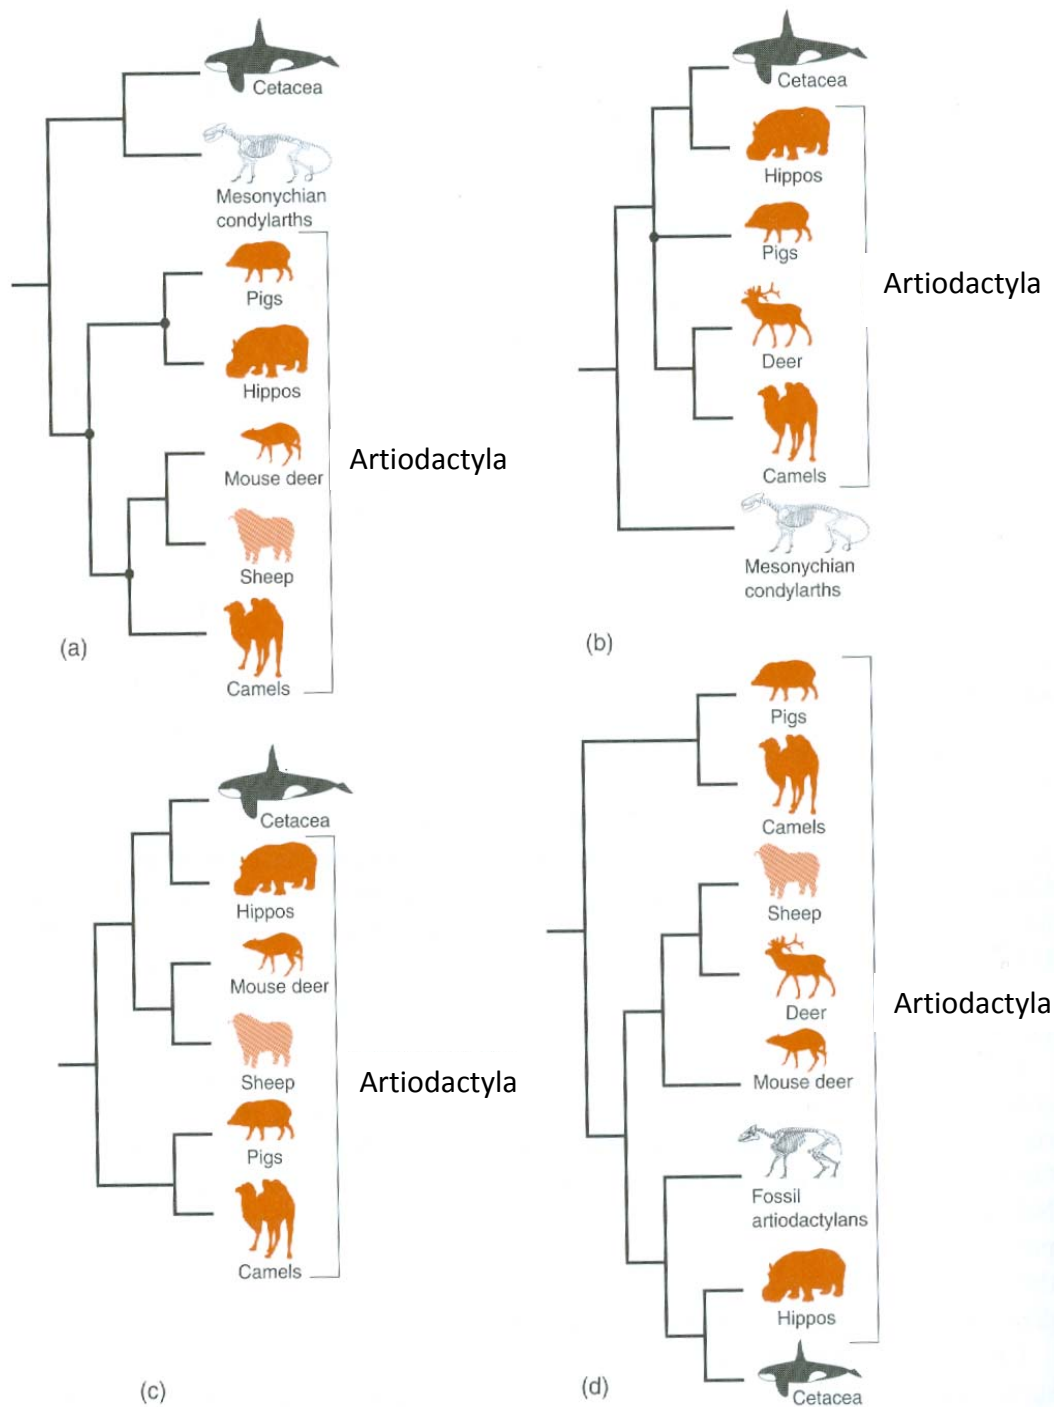 Cetacea
Mesonychian
condylarths
Pigs
Hippos
Mouse deer
Sheep
Camels
Artiodactyla
(a)
Cetacea
Hippos
Pigs
Deer
Camels
Artiodactyla
Mesonychian
condylarths
(b)
Cetacea
Hippos
Mouse deer
Sheep
Pigs
Camels
Artiodactyla
(c)
Pigs
Camels
Sheep
Deer
Mouse deer
Fossil
artiodactylans
Hippos
Artiodactyla
Cetacea
(d)